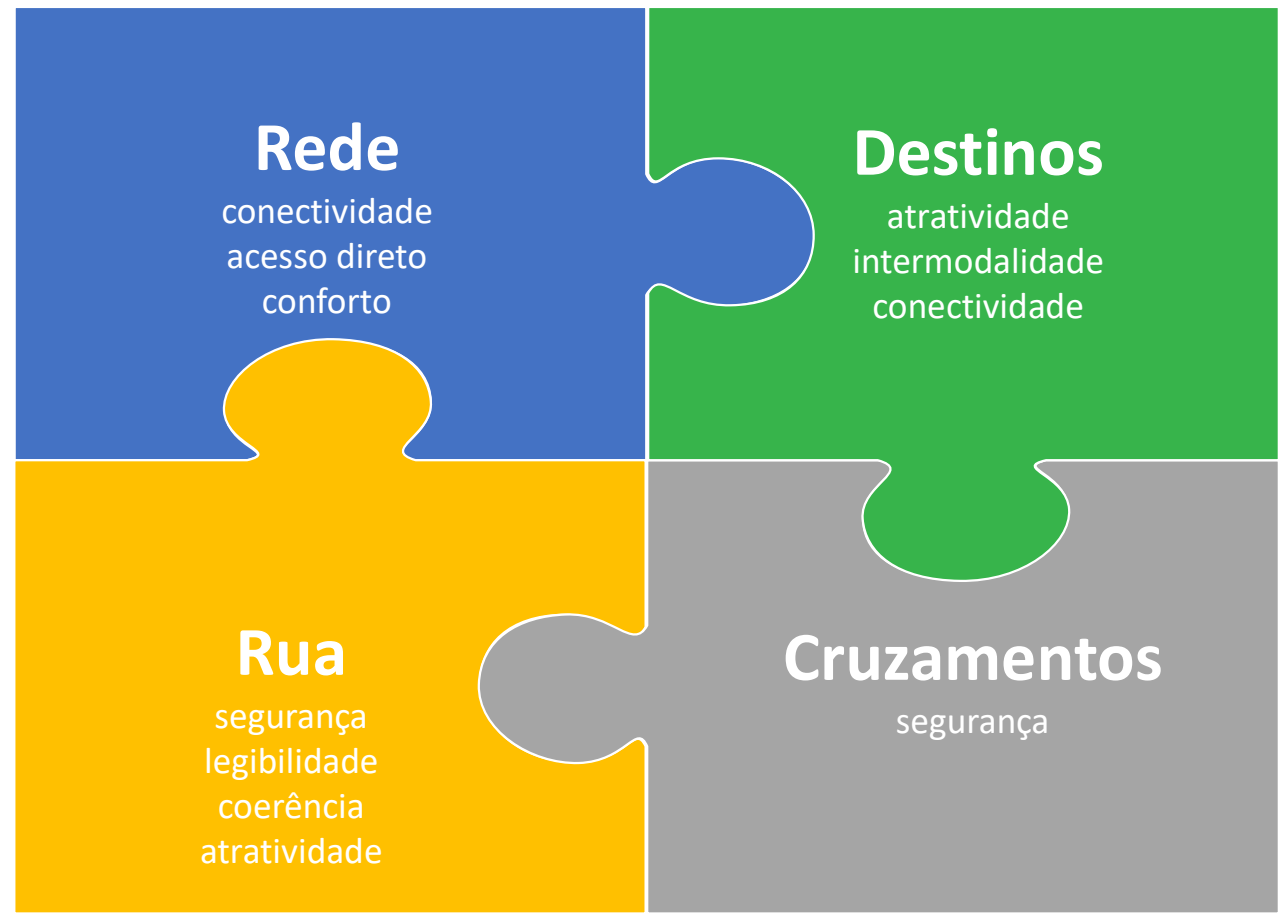 Rede
conectividade
acesso direto
conforto
Destinos
atratividade
intermodalidade
conectividade
Rua
segurança
legibilidade
coerência
atratividade
Cruzamentos
segurança